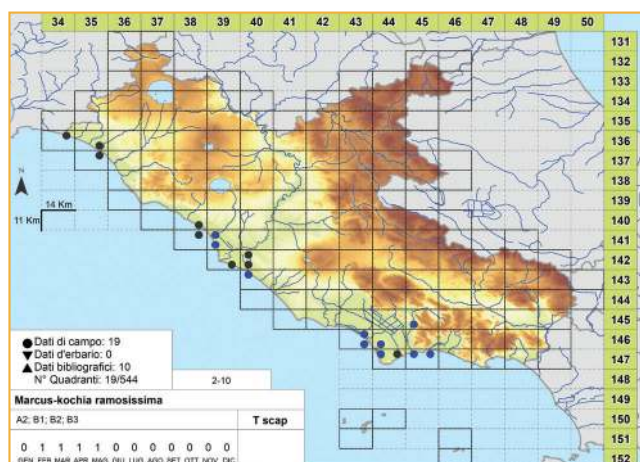 34 35 36 37 38 39 40 41 42 43 44 45 46 47 48 49 50
131
132
133
134
135
136
137
138
139
140
141
142
143
144
145
146
147
148
149
150
151
152
N
14 Km
11 Km
Dati di campo: 19
Dati d'erbario: 0
Dati bibliografici: 10
N° Quadranti: 19/544
2-10
Marcus-kochia ramosissima
A2; B1; B2; B3
T scap
0 1 1 1 1 1 0 0 0 0 0 0 0
GEN FEB MAR APR MAG GIU LUG AGO SET OTT NOV DIC